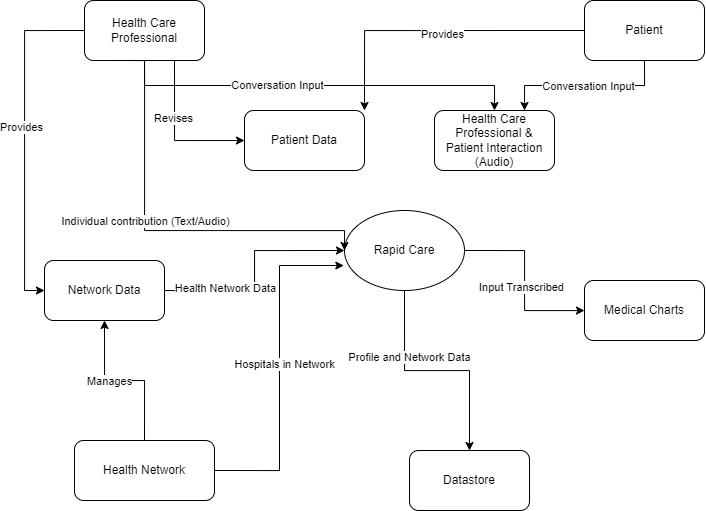 Health Care
Professional
Patient
Provides
Conversation Input
Conversation Input
Provides
Revises
Patient Data
Health Care
Professional &
Patient Interaction
(Audio)
Individual contribution (Text/Audio)
Rapid Care
Network Data
Health Network Data
Input Transcribed
Medical Charts
Hospitals in Network
Profile and Network Data
Manages
Health Network
Datastore